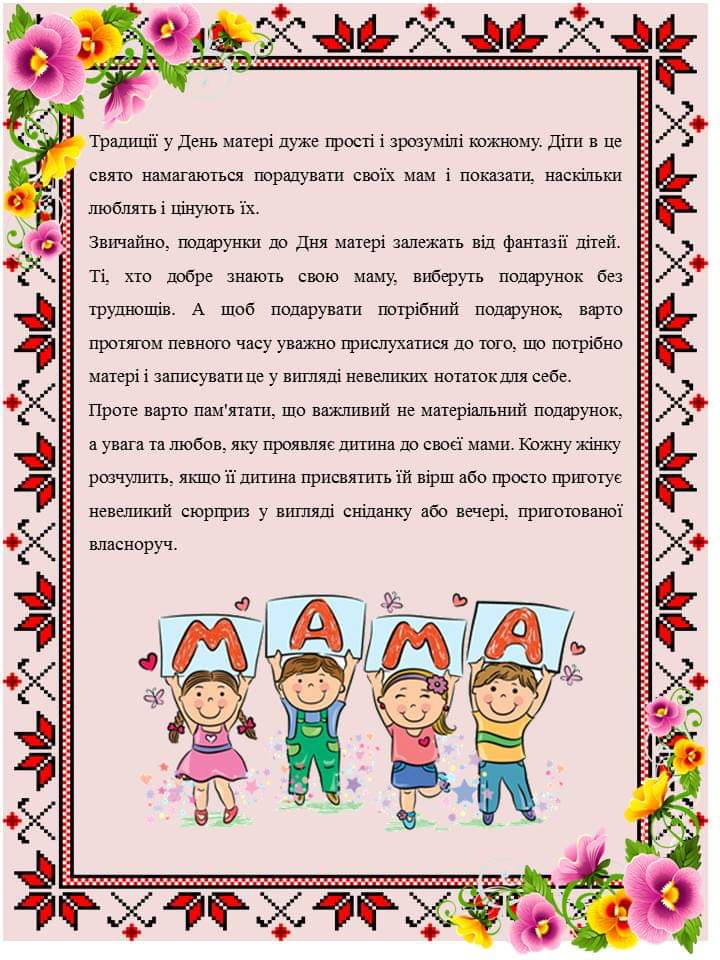 Традиції у День матері дуже прості і зрозумілі кожному. Діти в це
свято намагаються порадувати своїх мам і показати, наскільки
люблять і цінують їх.
Звичайно, подарунки до Дня матері залежать від фантазії дітей.
Ті, хто добре знають свою маму, виберуть подарунок без
труднощів. А щоб подарувати потрібний подарунок, варто
протягом певного часу уважно прислухатися до того, що потрібно
матері і записувати це у вигляді невеликих нотаток для себе.
Проте варто пам'ятати, що важливий не матеріальний подарунок,
а увага та любов, яку проявляє дитина до своєї мами. Кожну жінку
розчулить, якщо її дитина присвятить їй вірш або просто приготує
невеликий сюрприз у вигляді сніданку або вечері, приготованої
власноруч.
МАМА